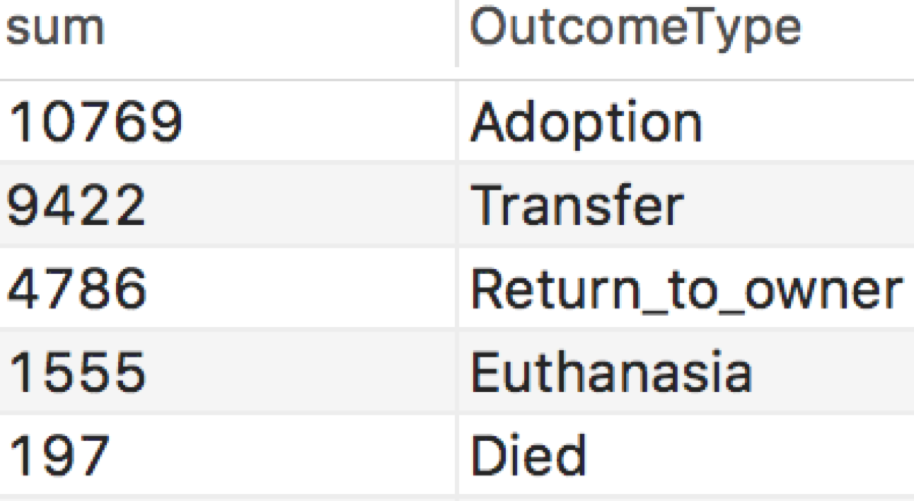 sum OutcomeType
10769 Adoption
9422 Transfer
4786 Return_to_owner
1555 Euthanasia
197 Died